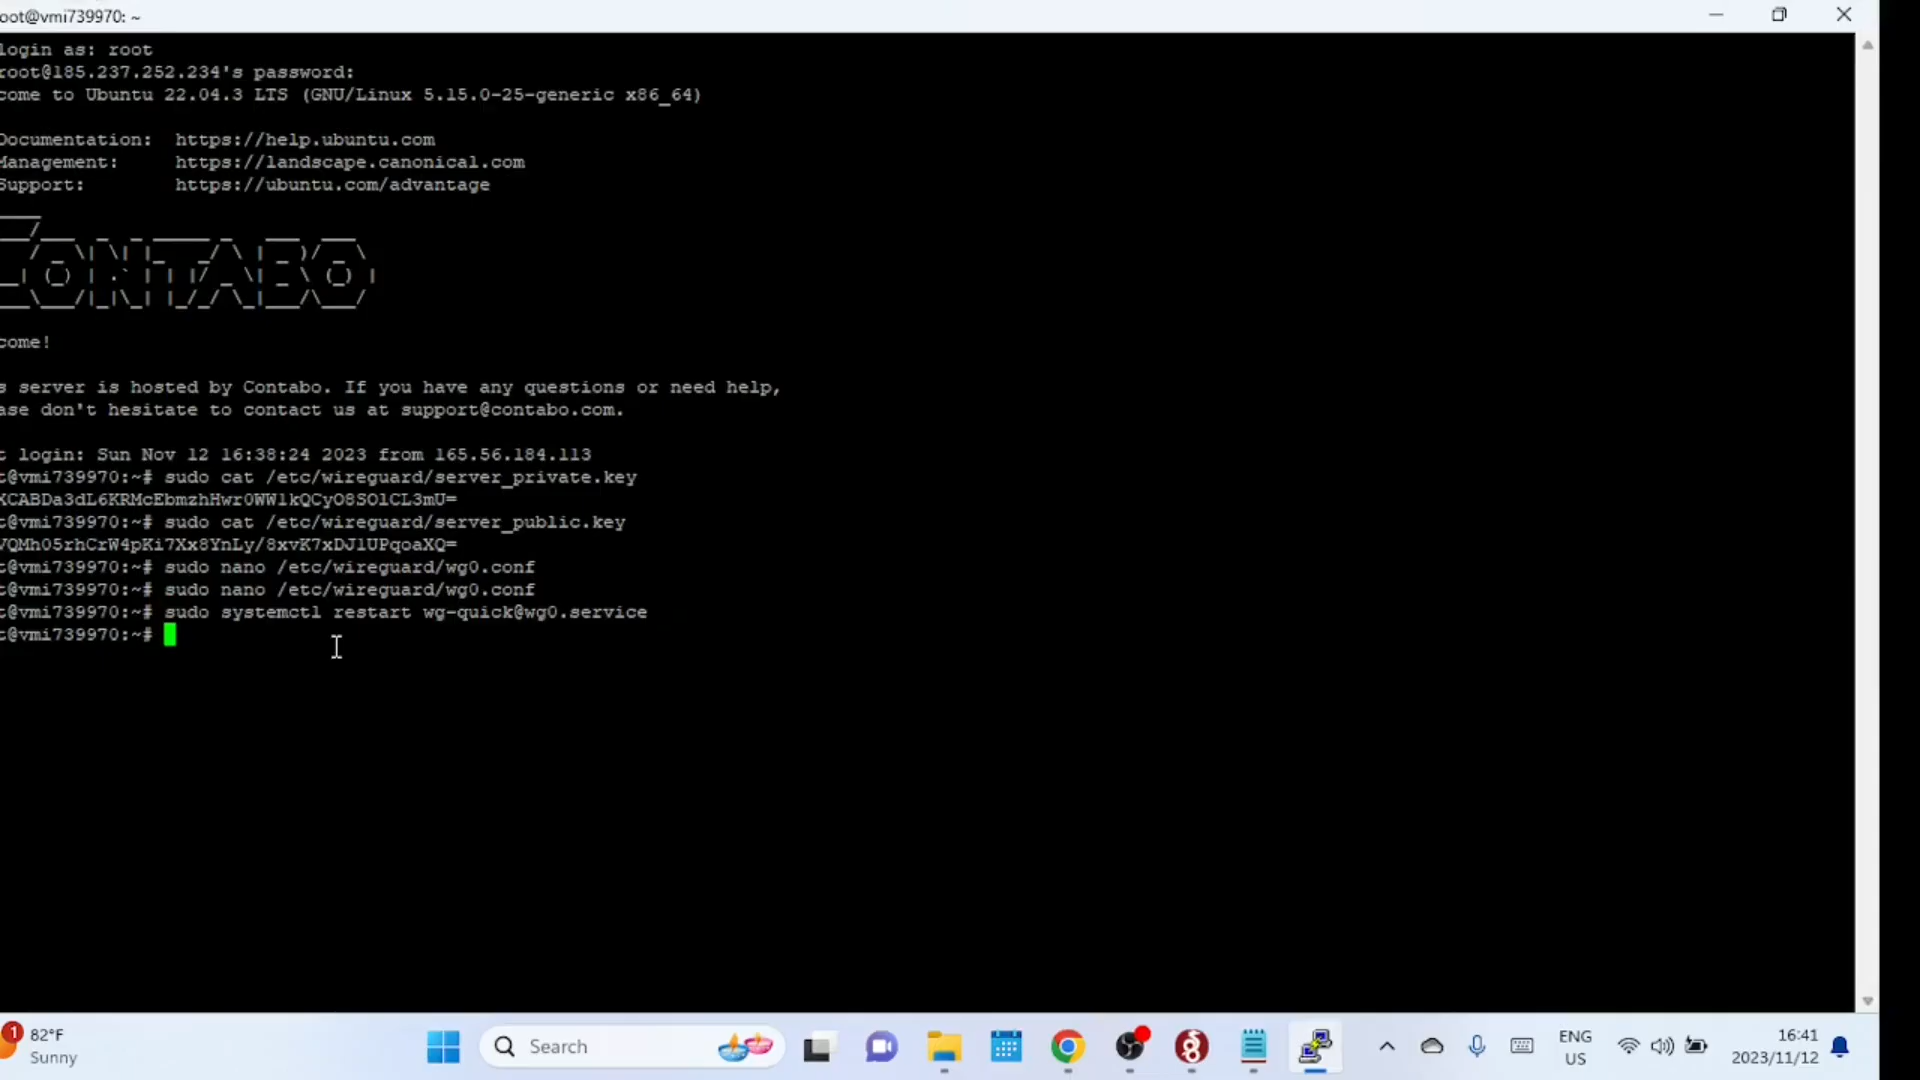 oot@vmi739970: ~
login as: root
root@185.237.252.234's password:
come to Ubuntu 22.04.3 LTS (GNU/Linux 5.15.0-25-generic x86_64)
Documentation: https://help.ubuntu.com
Management: https://landscape.canonical.com
Support: https://ubuntu.com/advantage
CONTABO
come!
s server is hosted by Contabo. If you have any questions or need help,
ase don't hesitate to contact us at support@contabo.com.
t login: Sun Nov 12 16:38:24 2023 from 165.56.184.113
t@vmi739970:~# sudo cat /etc/wireguard/server_private.key
XCABDa3dL6KRMcEbmzhHwr0WW1kQCyO8SOlCL3mU=
t@vmi739970:~# sudo cat /etc/wireguard/server_public.key
VQMh05rhCrW4pKi7Xx8YnLy/8xvK7xDJlUPqoaXQ=
t@vmi739970:~# sudo nano /etc/wireguard/wg0.conf
t@vmi739970:~# sudo nano /etc/wireguard/wg0.conf
t@vmi739970:~# sudo systemctl restart wg-quick@wg0.service
t@vmi739970:~#
1
82°F
Sunny
Search
ENG
US
16:41
2023/11/12